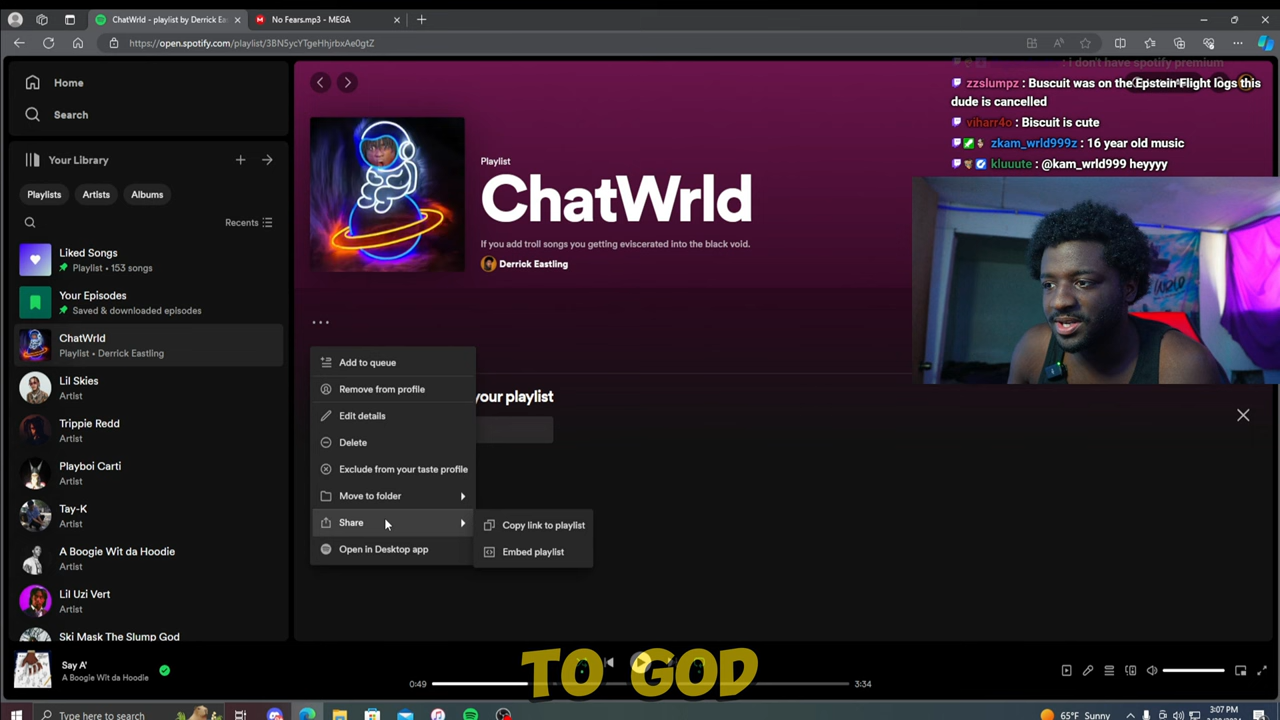 ChatWrld - playlist by Derrick Ea
No Fears.mp3 - MEGA
https://open.spotify.com/playlist/3BN5ycYTgeHhjrbxAe0gtZ
Home
Search
Your Library
Playlists
Artists
Albums
Recents
Liked Songs
Playlist • 153 songs
Your Episodes
Saved & downloaded episodes
ChatWrld
Playlist • Derrick Eastling
Lil Skies
Artist
Trippie Redd
Artist
Playboi Carti
Artist
Tay-K
Artist
A Boogie Wit da Hoodie
Artist
Lil Uzi Vert
Artist
Ski Mask The Slump God
Playlist
ChatWrld
If you add troll songs you getting eviscerated into the black void.
Derrick Eastling
: i don't have spotify premium
zzslumpz : Buscuit was on the Epstein Flight logs this
dude is cancelled
viharr4o : Biscuit is cute
zkam_wrld999z : 16 year old music
kluuute : @kam_wrld999 heyyyy
Add to queue
Remove from profile
Edit details
Delete
Exclude from your taste profile
Move to folder
Share
Open in Desktop app
Copy link to playlist
Embed playlist
your playlist
Say A'
A Boogie Wit da Hoodie
0:49
3:34
TO GOD
Type here to search
65°F Sunny
3:07 PM